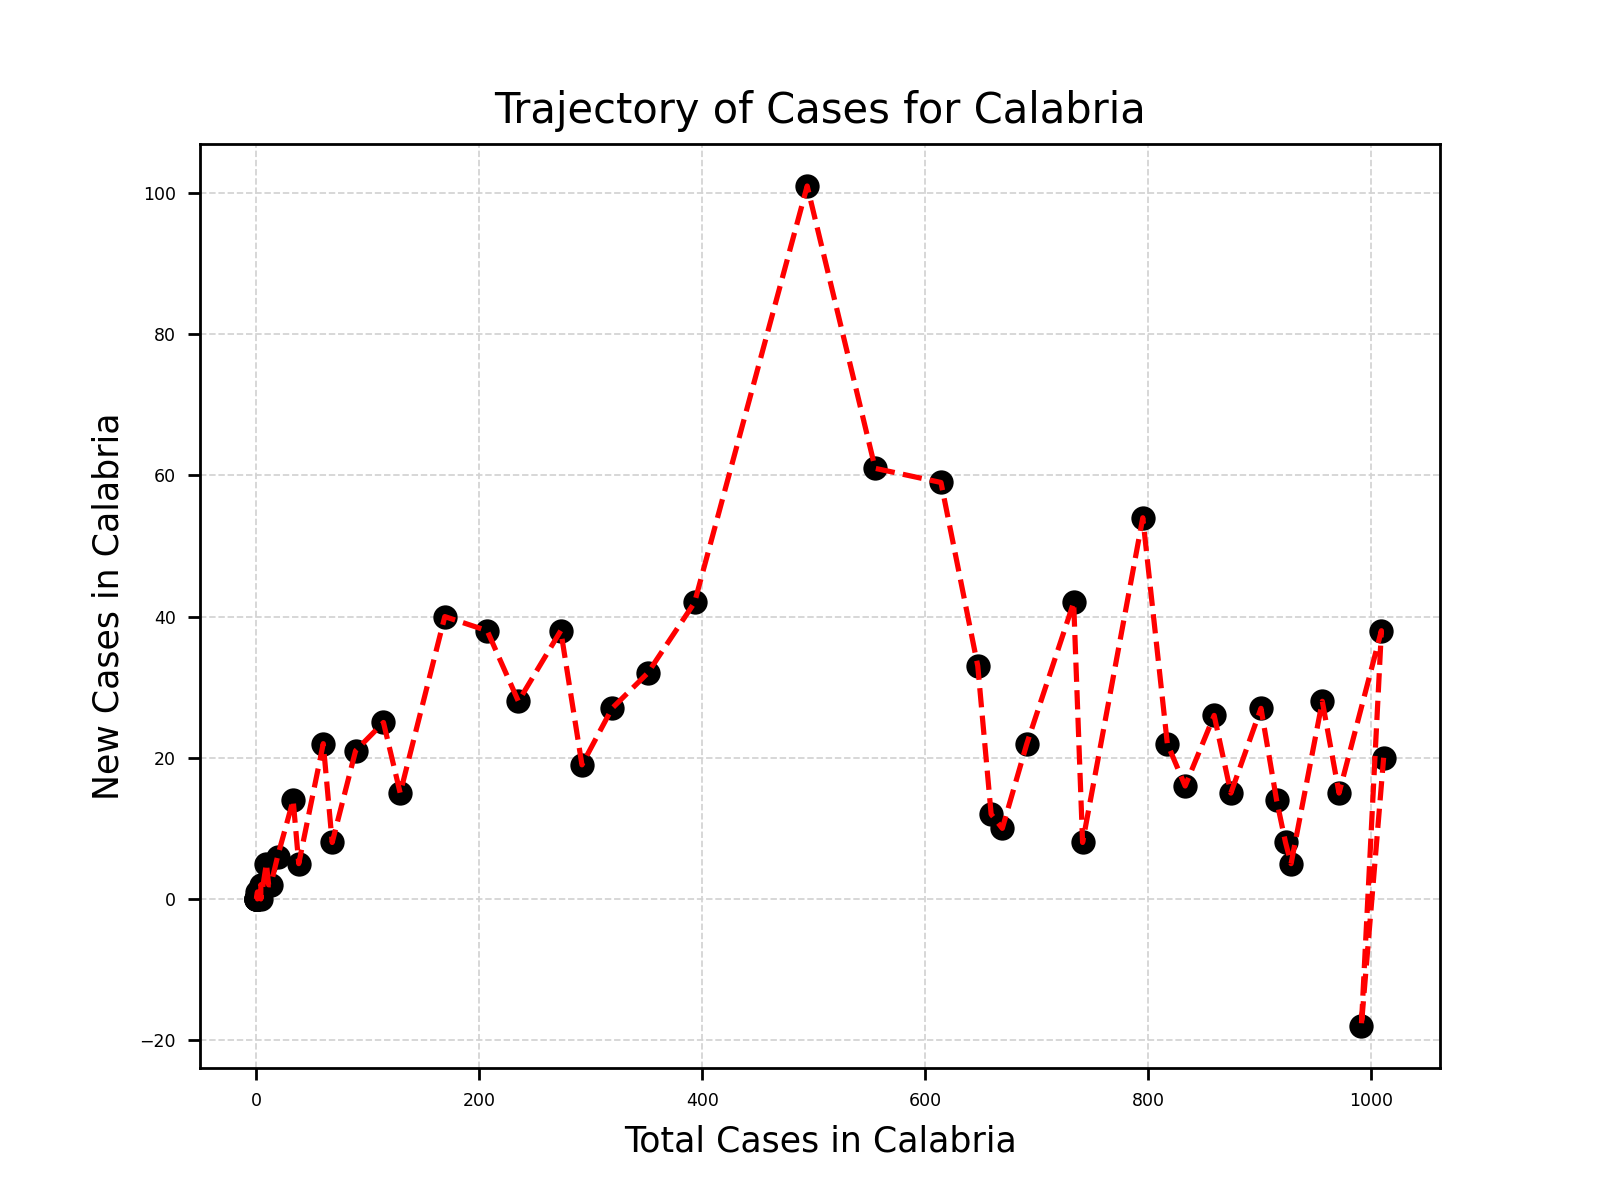 Trajectory of Cases for Calabria
New Cases in Calabria
100
80
60
40
20
0
−20
0 200 400 600 800 1000
Total Cases in Calabria